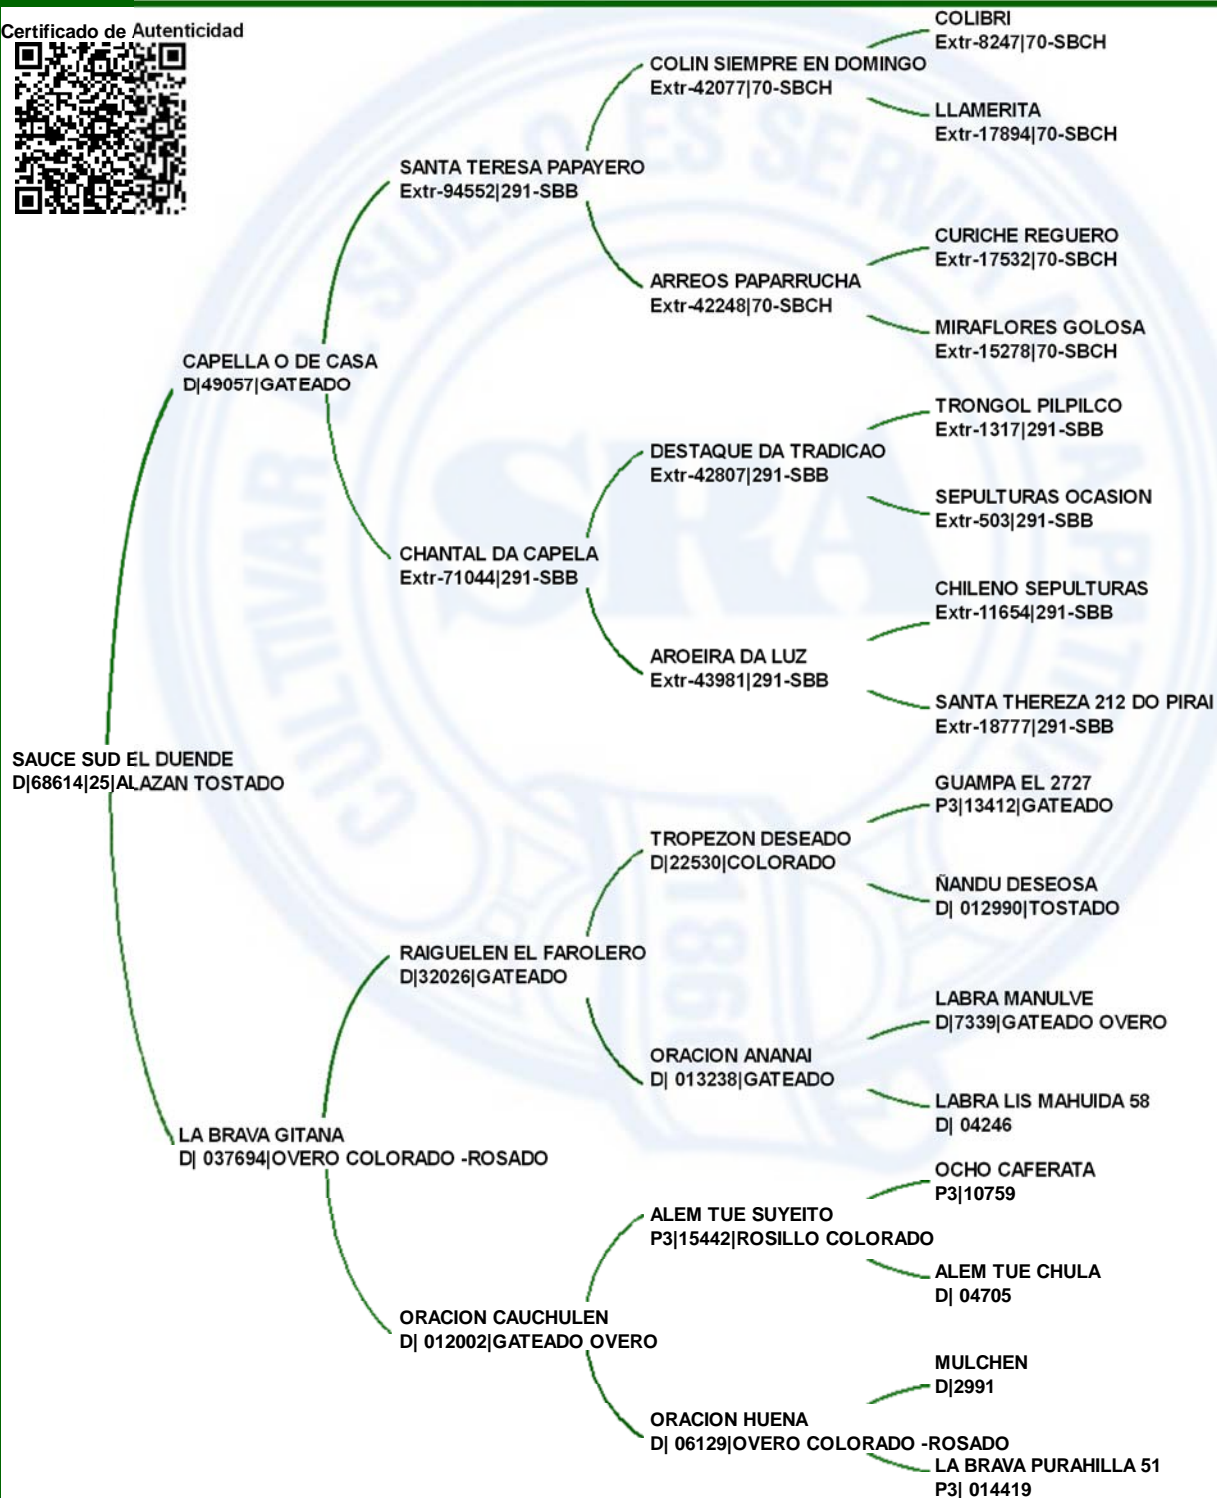 Certificado de Autenticidad
COLIBRI
Extr-8247|70-SBCH
COLIN SIEMPRE EN DOMINGO
Extr-42077|70-SBCH
LLAMERITA
Extr-17894|70-SBCH
SANTA TERESA PAPAYERO
Extr-94552|291-SBB
CURICHE REGUERO
Extr-17532|70-SBCH
ARREOS PAPARRUCHA
Extr-42248|70-SBCH
MIRAFLORES GOLOSA
Extr-15278|70-SBCH
CAPELLA O DE CASA
D|49057|GATEADO
TRONGOL PILPILCO
Extr-1317|291-SBB
DESTAQUE DA TRADICAO
Extr-42807|291-SBB
SEPULTURAS OCASION
Extr-503|291-SBB
CHANTAL DA CAPELA
Extr-71044|291-SBB
CHILENO SEPULTURAS
Extr-11654|291-SBB
AROEIRA DA LUZ
Extr-43981|291-SBB
SANTA THEREZA 212 DO PIRAI
Extr-18777|291-SBB
SAUCE SUD EL DUENDE
D|68614|25|ALAZAN TOSTADO
GUAMPA EL 2727
P3|13412|GATEADO
TROPEZON DESEADO
D|22530|COLORADO
ÑANDU DESEOSA
D| 012990|TOSTADO
RAIGUELEN EL FAROLERO
D|32026|GATEADO
LABRA MANULVE
D|7339|GATEADO OVERO
ORACION ANANAI
D| 013238|GATEADO
LABRA LIS MAHUIDA 58
D| 04246
LA BRAVA GITANA
D| 037694|OVERO COLORADO -ROSADO
OCHO CAFERATA
P3|10759
ALEM TUE SUYEITO
P3|15442|ROSILLO COLORADO
ALEM TUE CHULA
D| 04705
ORACION CAUCHULEN
D| 012002|GATEADO OVERO
MULCHEN
D|2991
ORACION HUENA
D| 06129|OVERO COLORADO -ROSADO
LA BRAVA PURAHILLA 51
P3| 014419
CULTIVAR EL SUELO ES SERVIR A LA PATRIA
SRA
1866